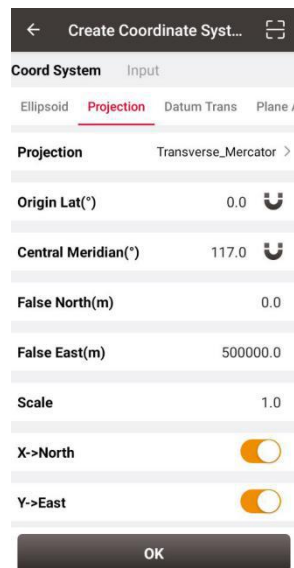 Create Coordinate Syst...
Coord System Input
Ellipsoid Projection Datum Trans Plane
Projection Transverse_Mercator >
Origin Lat(°) 0.0
Central Meridian(°) 117.0
False North(m) 0.0
False East(m) 500000.0
Scale 1.0
X->North
Y->East
OK